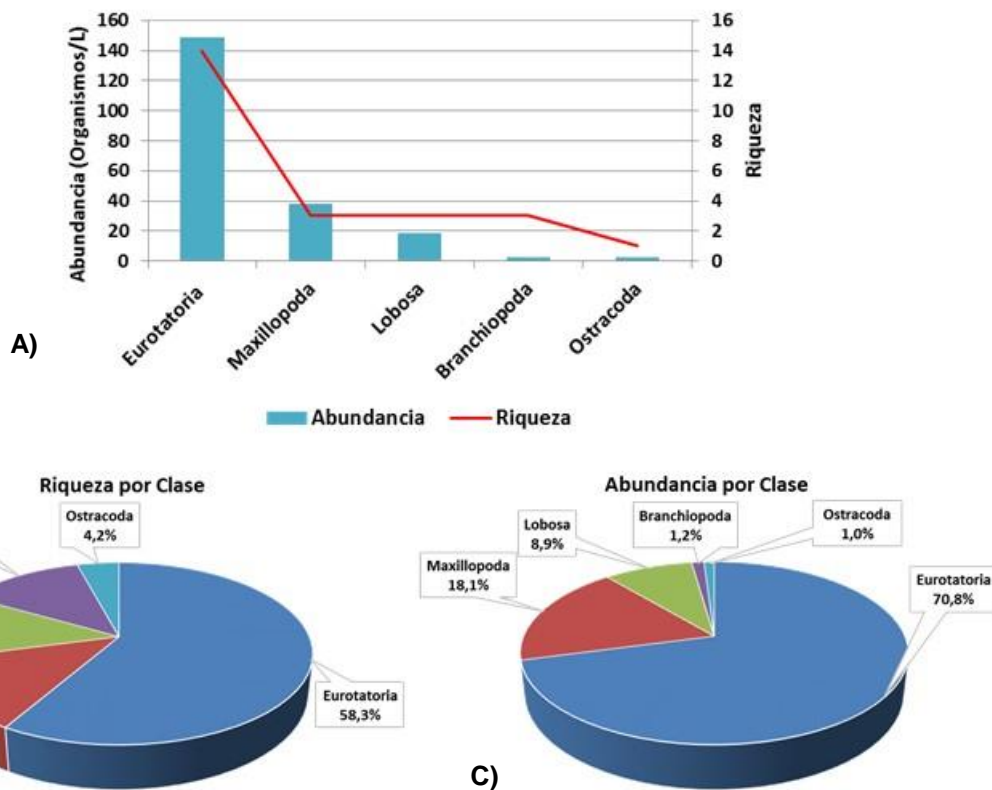 160
140
120
100
80
60
40
20
0
Abundancia (Organismos/L)
16
14
12
10
8
6
4
2
0
Riqueza
Eurotatoria
Maxillopoda
Lobosa
Branchiopoda
Ostracoda
A)
Abundancia
Riqueza
Riqueza por Clase
Ostracoda
4,2%
Eurotatoria
58,3%
Abundancia por Clase
Lobosa
8,9%
Branchiopoda
1,2%
Ostracoda
1,0%
Maxillopoda
18,1%
Eurotatoria
70,8%
C)